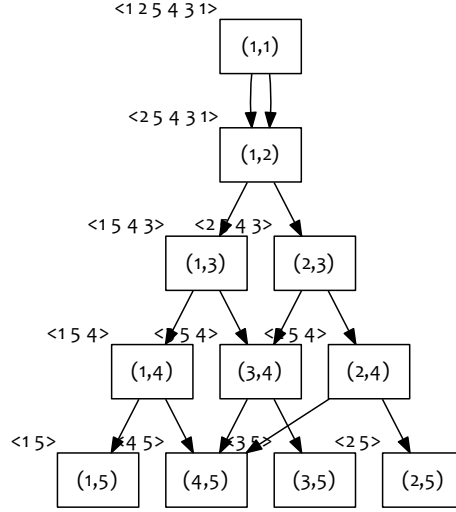 <1 2 5 4 3 1>
(1,1)
<2 5 4 3 1>
(1,2)
<1 5 4 3> <2 5 4 3>
(1,3) (2,3)
<1 5 4> 5 4> 5 4>
(1,4) (3,4) (2,4)
<1 5> <4 5> <3 5> <2 5>
(1,5) (4,5) (3,5) (2,5)